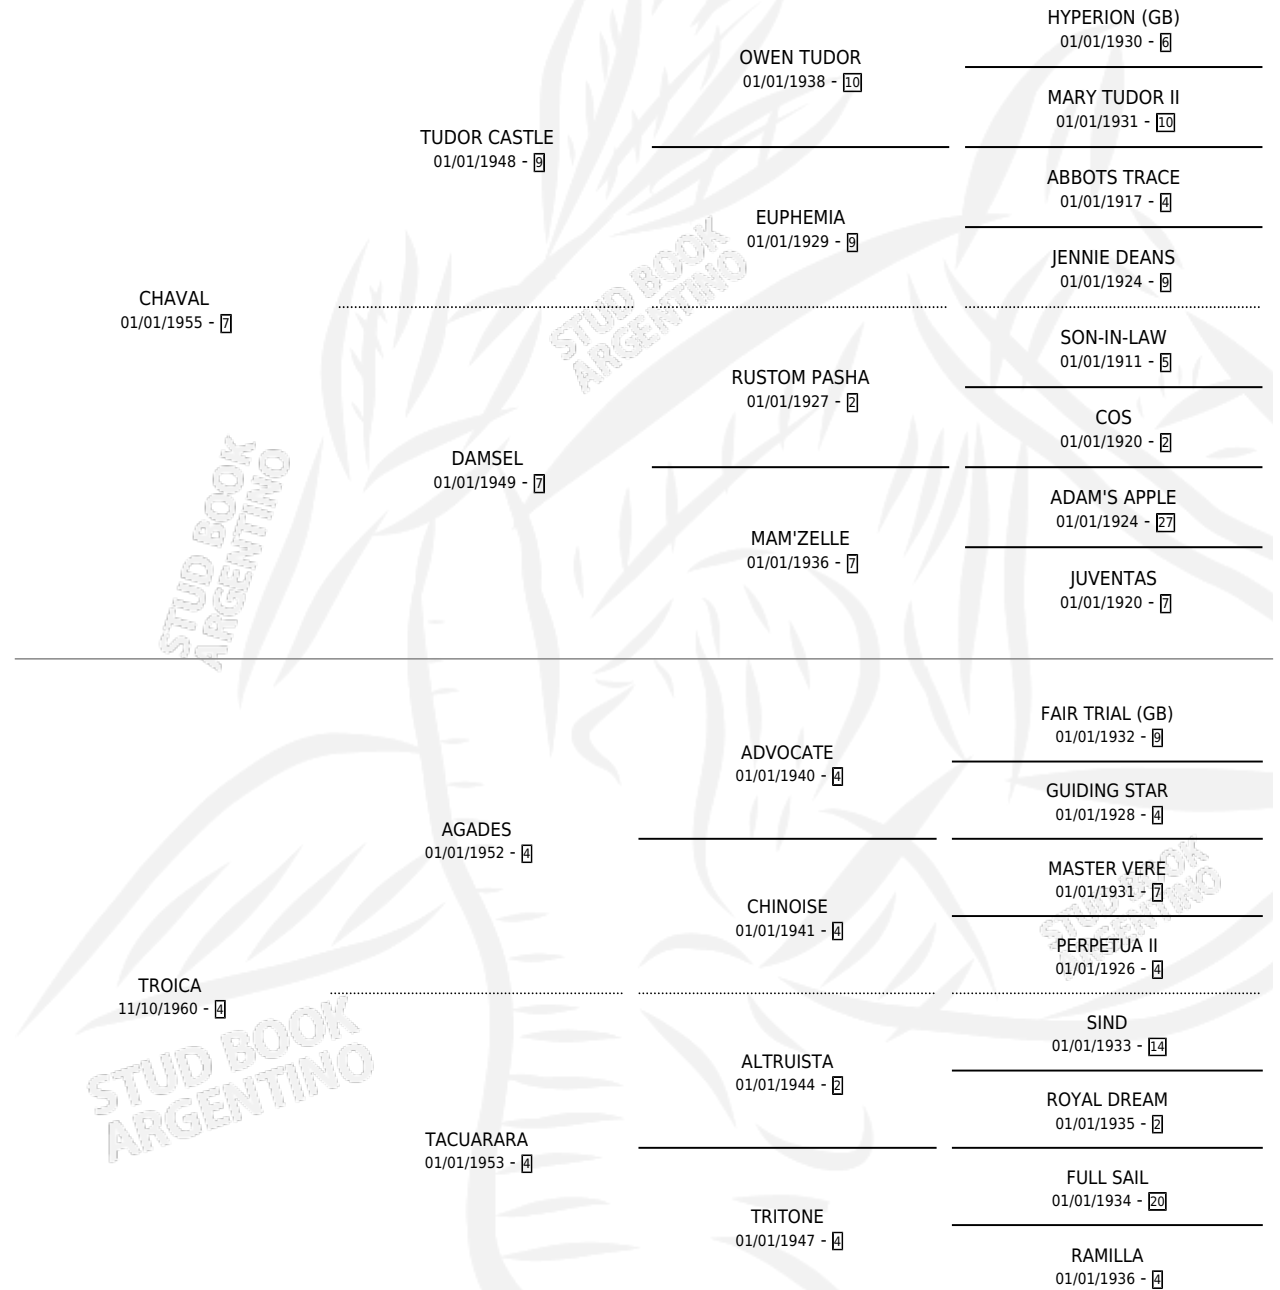 HYPERION (GB)
01/01/1930 - 6
OWEN TUDOR
01/01/1938 - 10
MARY TUDOR II
01/01/1931 - 10
TUDOR CASTLE
01/01/1948 - 9
ABBOTS TRACE
01/01/1917 - 4
EUPHEMIA
01/01/1929 - 9
JENNIE DEANS
01/01/1924 - 9
CHAVAL
01/01/1955 - 7
STUD BOOK
ARGENTINO
SON-IN-LAW
01/01/1911 - 5
RUSTOM PASHA
01/01/1927 - 2
COS
01/01/1920 - 2
DAMSEL
01/01/1949 - 7
STUD BOOK
ARGENTINO
ADAM'S APPLE
01/01/1924 - 27
MAM'ZELLE
01/01/1936 - 7
JUVENTAS
01/01/1920 - 7
FAIR TRIAL (GB)
01/01/1932 - 9
ADVOCATE
01/01/1940 - 4
GUIDING STAR
01/01/1928 - 4
AGADES
01/01/1952 - 4
MASTER VERE
01/01/1931 - 7
STUD BOOK
ARGENTINO
CHINOISE
01/01/1941 - 4
PERPETUA II
01/01/1926 - 4
TROICA
11/10/1960 - 4
STUD BOOK
ARGENTINO
SIND
01/01/1933 - 14
ALTRUISTA
01/01/1944 - 2
ROYAL DREAM
01/01/1935 - 2
TACUARARA
01/01/1953 - 4
FULL SAIL
01/01/1934 - 20
TRITONE
01/01/1947 - 4
RAMILLA
01/01/1936 - 4